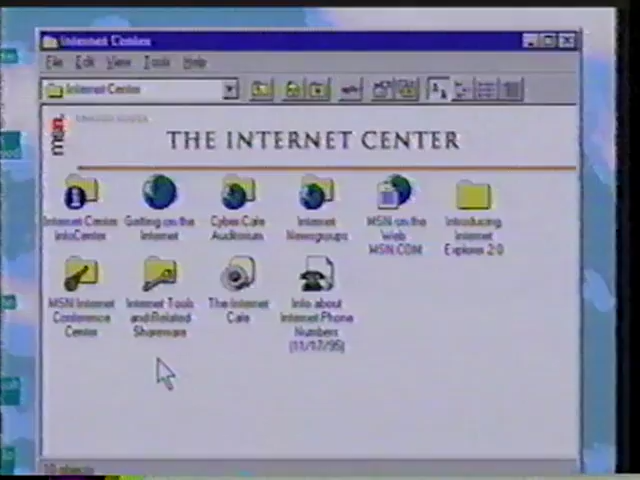 Internet Center
File Edit View Tools Help
Internet Center
msn
THE INTERNET CENTER
Internet Center InfoCenter
Getting on the Internet
Cyber Cafe Auditorium
Internet Newsgroups
MSN on the Web MSN.COM
Introducing Internet Explorer 2.0
MSN Internet Conference Center
Internet Tools and Related Shareware
The Internet Cafe
Info about Internet Phone Numbers (11/17/95)
10 objects